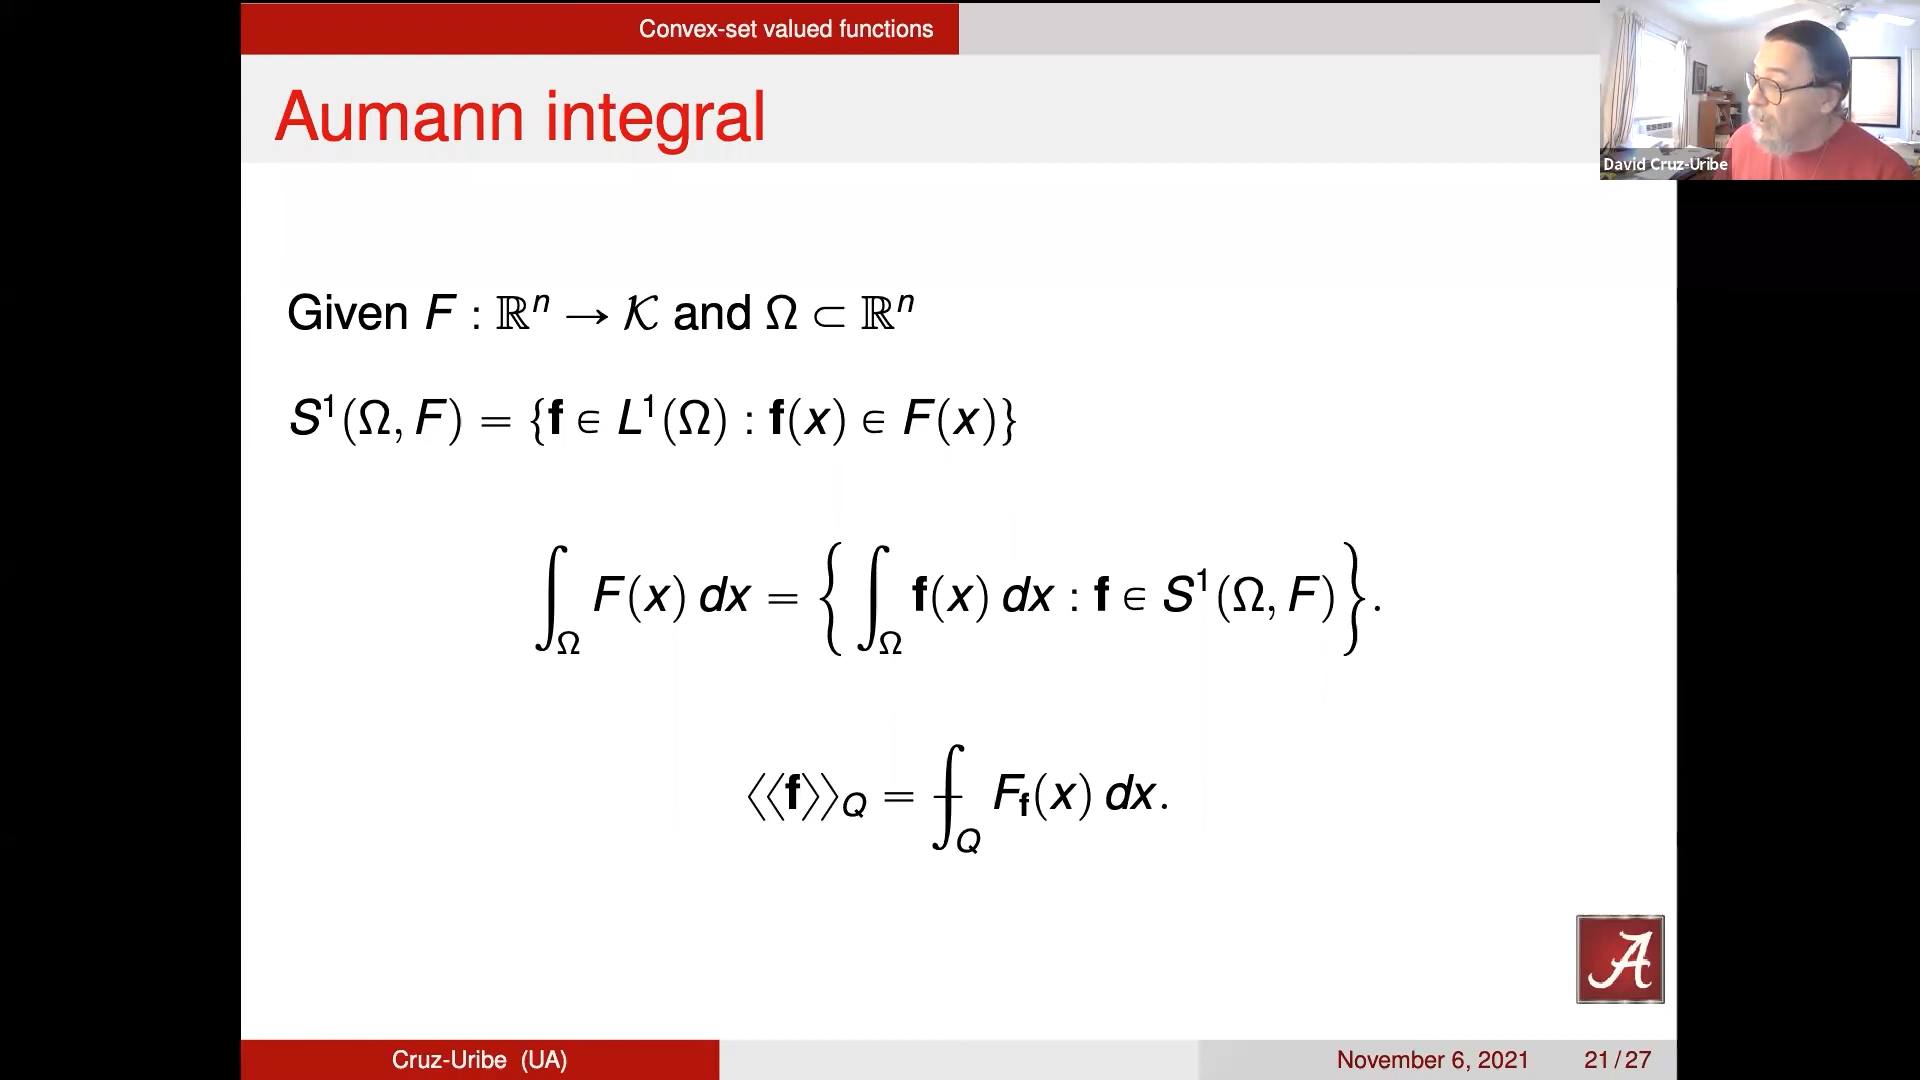 Convex-set valued functions
Aumann integral
David Cruz-Uribe
Given F : ℝⁿ → 𝒦 and Ω ⊂ ℝⁿ
S¹(Ω, F) = {f ∈ L¹(Ω) : f(x) ∈ F(x)}
∫_Ω F(x) dx = { ∫_Ω f(x) dx : f ∈ S¹(Ω, F) }.
⟨⟨f⟩⟩_Q = ⨍_Q F_f(x) dx.
A
Cruz-Uribe (UA)
November 6, 2021
21 / 27